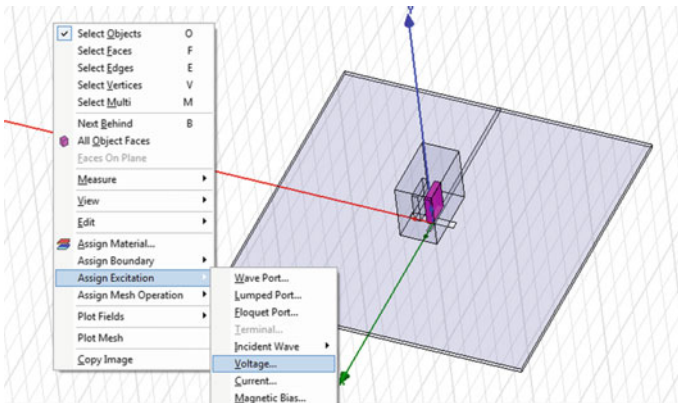 Select Objects O
Select Faces F
Select Edges E
Select Vertices V
Select Multi M
Next Behind B
All Object Faces
Faces On Plane
Measure
View
Edit
Assign Material...
Assign Boundary
Assign Excitation
Assign Mesh Operation
Plot Fields
Plot Mesh
Copy Image
Wave Port...
Lumped Port...
Floquet Port...
Terminal...
Incident Wave
Voltage...
Current...
Magnetic Bias...